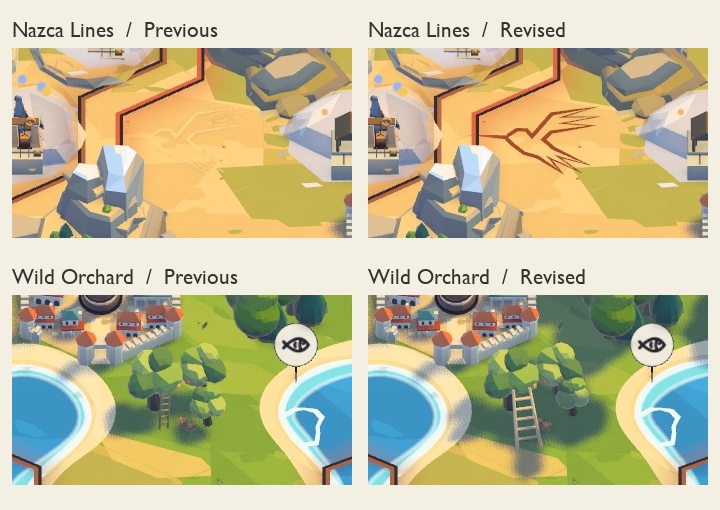 Nazca Lines / Previous
Nazca Lines / Revised
Wild Orchard / Previous
Wild Orchard / Revised